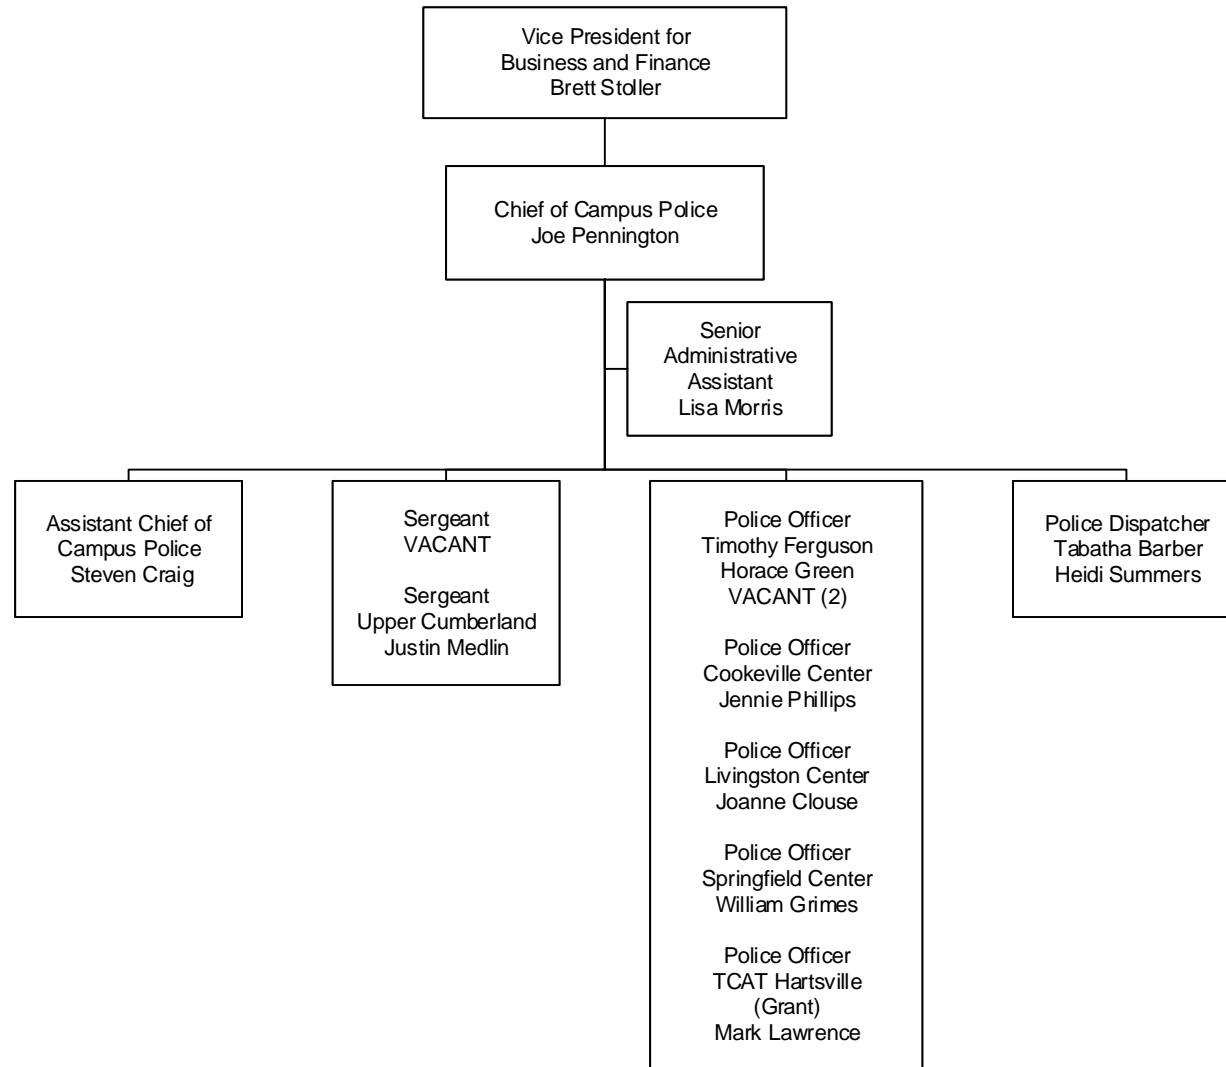 Vice President for
Business and Finance
Brett Stoller
Chief of Campus Police
Joe Pennington
Senior
Administrative
Assistant
Lisa Morris
Assistant Chief of
Campus Police
Steven Craig
Sergeant
VACANT
Sergeant
Upper Cumberland
Justin Medlin
Police Officer
Timothy Ferguson
Horace Green
VACANT (2)
Police Officer
Cookeville Center
Jennie Phillips
Police Officer
Livingston Center
Joanne Clouse
Police Officer
Springfield Center
William Grimes
Police Officer
TCAT Hartsville
(Grant)
Mark Lawrence
Police Dispatcher
Tabatha Barber
Heidi Summers